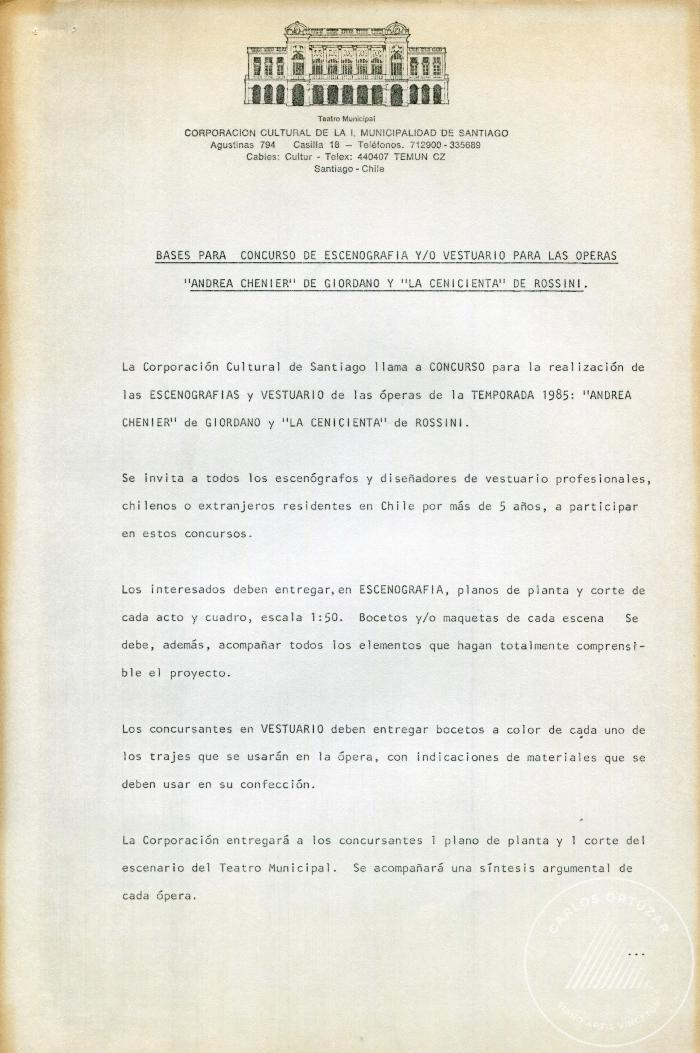 Teatro Municipal
CORPORACION CULTURAL DE LA I. MUNICIPALIDAD DE SANTIAGO
Agustinas 794 Casilla 18 — Teléfonos. 712900 - 335689
Cables: Cultur - Telex: 440407 TEMUN CZ
Santiago - Chile
BASES PARA CONCURSO DE ESCENOGRAFIA Y/O VESTUARIO PARA LAS OPERAS
"ANDREA CHENIER" DE GIORDANO Y "LA CENICIENTA" DE ROSSINI.
La Corporación Cultural de Santiago llama a CONCURSO para la realización de
las ESCENOGRAFIAS y VESTUARIO de las óperas de la TEMPORADA 1985: "ANDREA
CHENIER" de GIORDANO y "LA CENICIENTA" de ROSSINI.
Se invita a todos los escenógrafos y diseñadores de vestuario profesionales,
chilenos o extranjeros residentes en Chile por más de 5 años, a participar
en estos concursos.
Los interesados deben entregar, en ESCENOGRAFIA, planos de planta y corte de
cada acto y cuadro, escala 1:50. Bocetos y/o maquetas de cada escena Se
debe, además, acompañar todos los elementos que hagan totalmente comprensi-
ble el proyecto.
Los concursantes en VESTUARIO deben entregar bocetos a color de cada uno de
los trajes que se usarán en la ópera, con indicaciones de materiales que se
deben usar en su confección.
La Corporación entregará a los concursantes 1 plano de planta y 1 corte del
escenario del Teatro Municipal. Se acompañará una síntesis argumental de
cada ópera.
...
CARLOS ORTÚZAR